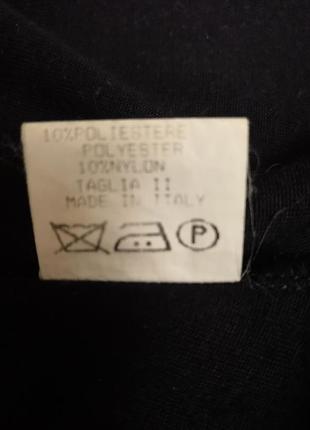 10%POLIESTERE
POLYESTER
10%NYLON
TAGLIA II
MADE IN ITALY
P